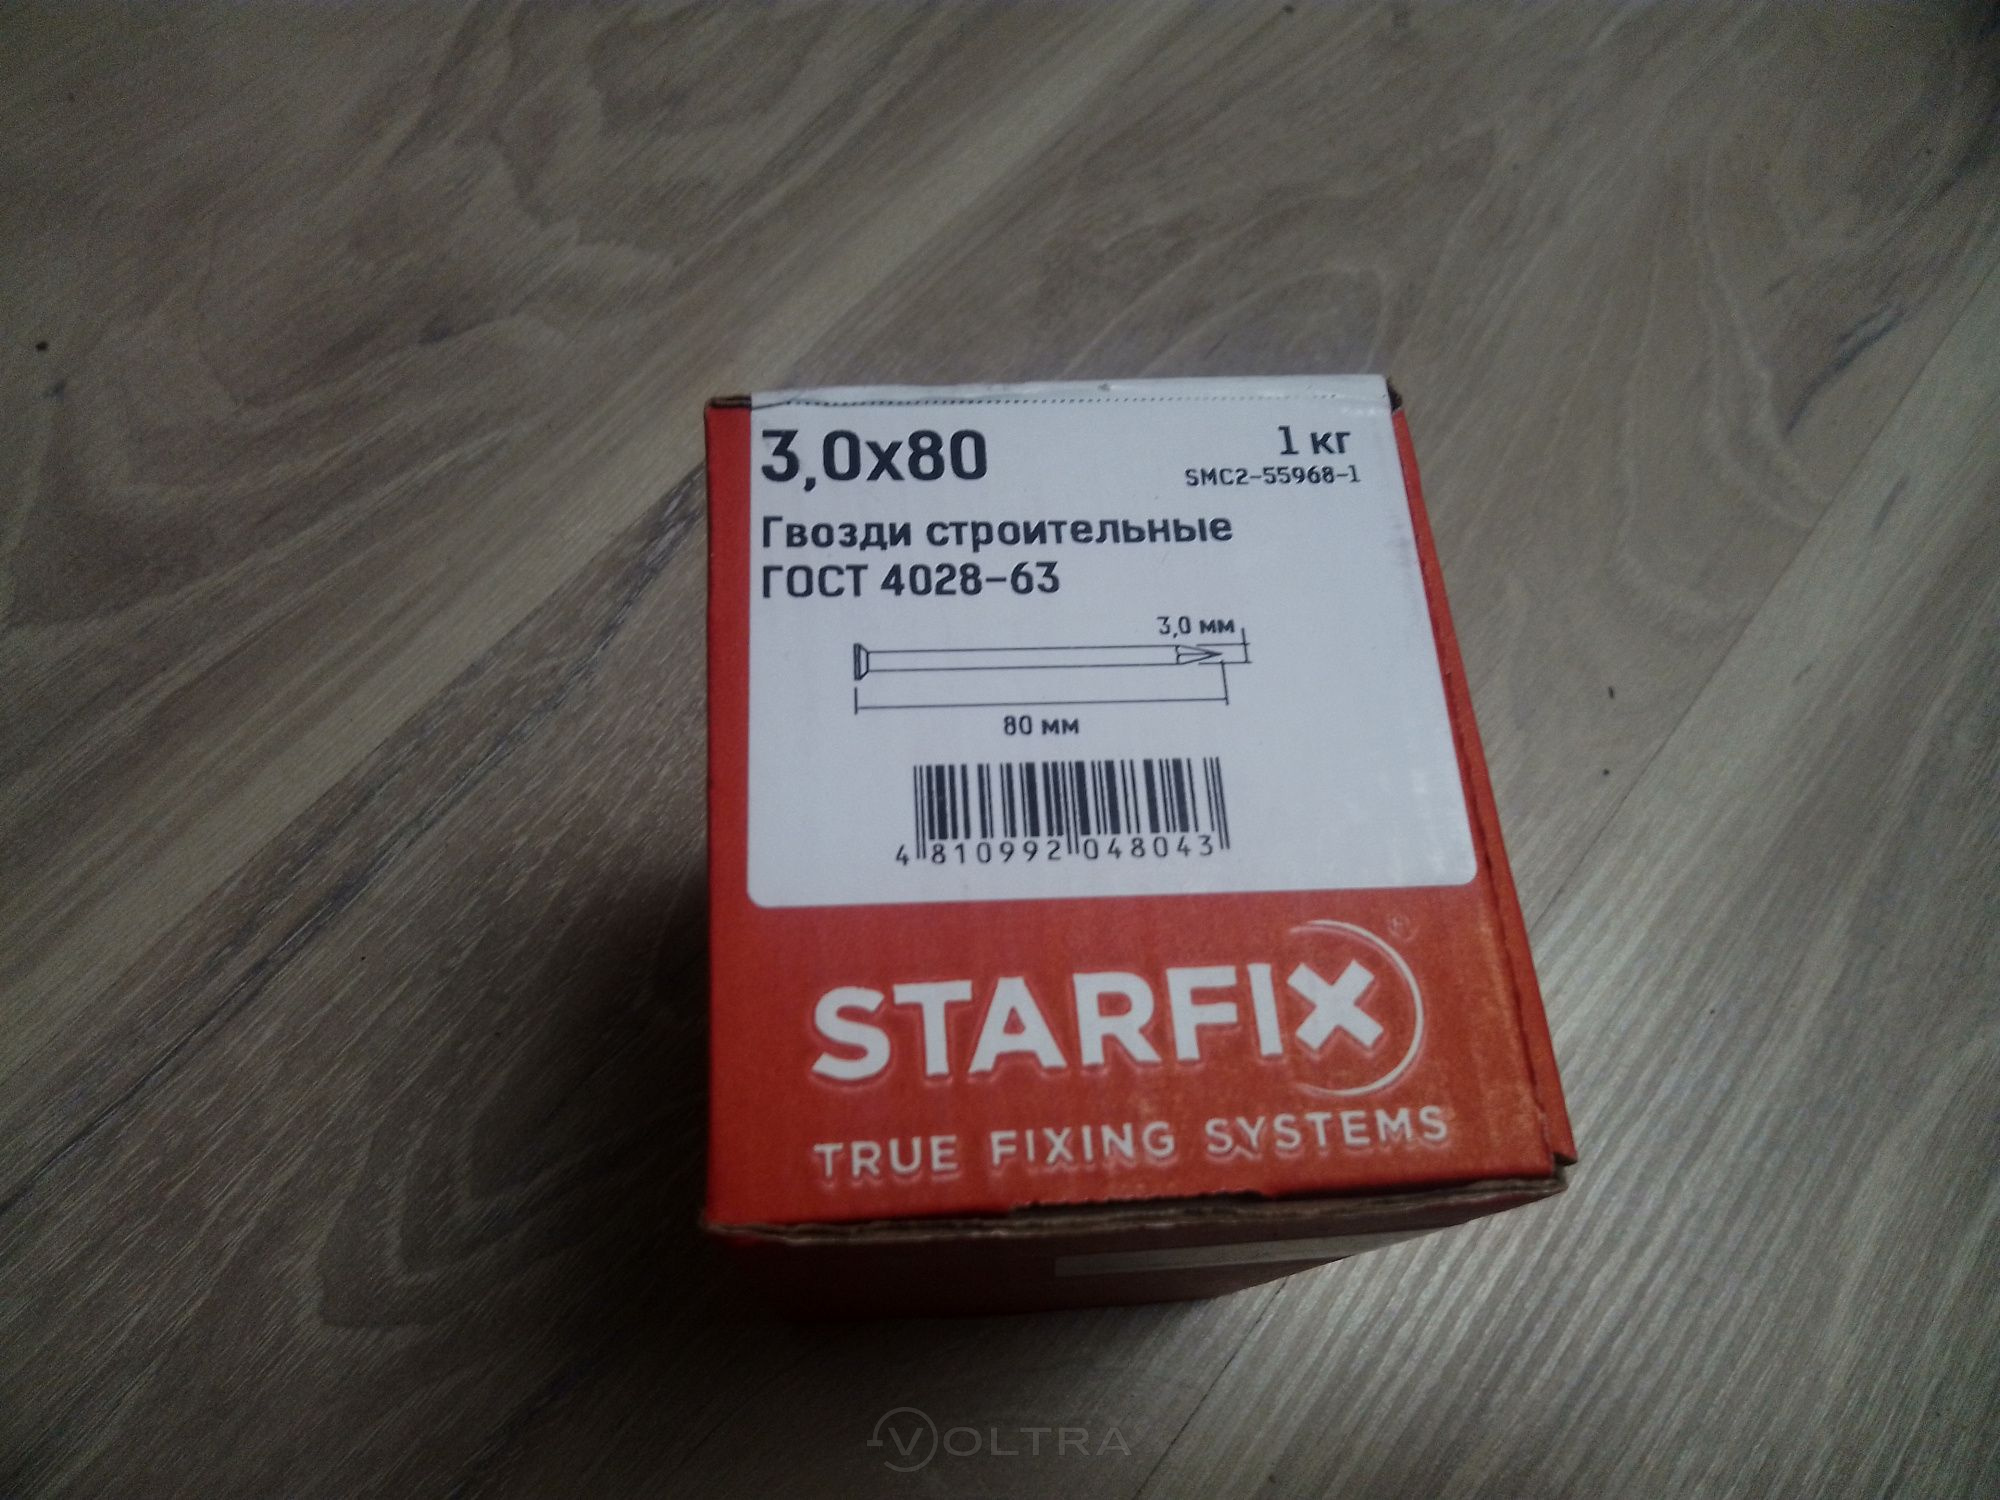 3,0x80
1 кг
SMC2-55968-1
Гвозди строительные
ГОСТ 4028-63
3,0 мм
80 мм
4 810992 048043
STARFIX®
TRUE FIXING SYSTEMS
VOLTRA